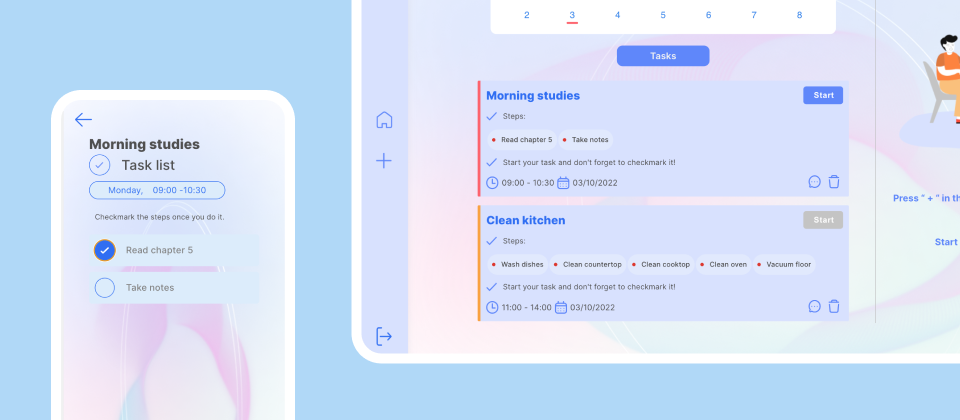 Morning studies
Task list
Monday, 09:00 -10:30
Checkmark the steps once you do it.
Read chapter 5
Take notes
2 3 4 5 6 7 8
Tasks
Morning studies
Start
Steps:
Read chapter 5 Take notes
Start your task and don't forget to checkmark it!
09:00 - 10:30 03/10/2022
Clean kitchen
Start
Steps:
Wash dishes Clean countertop Clean cooktop Clean oven Vacuum floor
Start your task and don't forget to checkmark it!
11:00 - 14:00 03/10/2022
Press " + " in th
Start